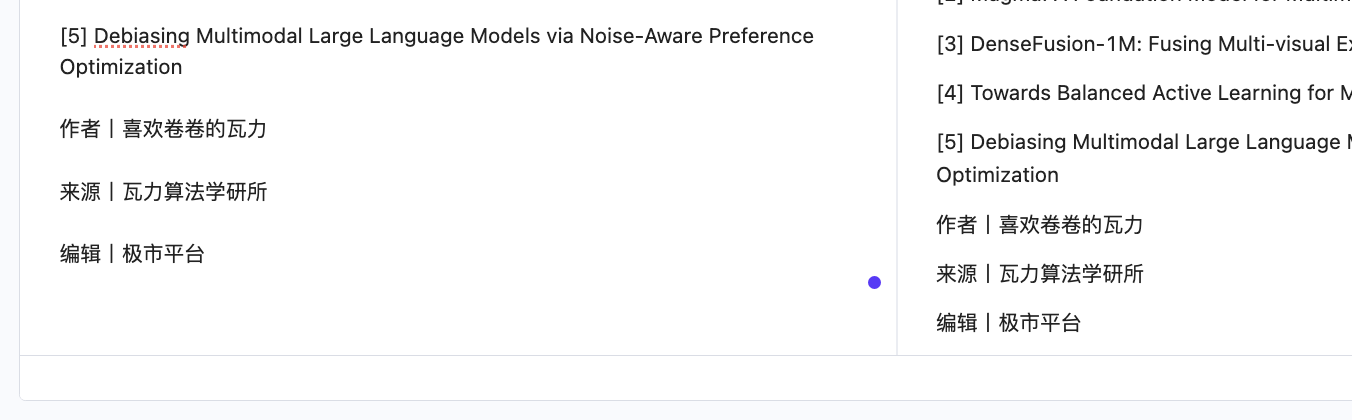 [5] Debiasing Multimodal Large Language Models via Noise-Aware Preference
Optimization
作者丨喜欢卷卷的瓦力
来源丨瓦力算法学研所
编辑丨极市平台
[3] DenseFusion-1M: Fusing Multi-visual
[4] Towards Balanced Active Learning for
[5] Debiasing Multimodal Large Language
Optimization
作者丨喜欢卷卷的瓦力
来源丨瓦力算法学研所
编辑丨极市平台